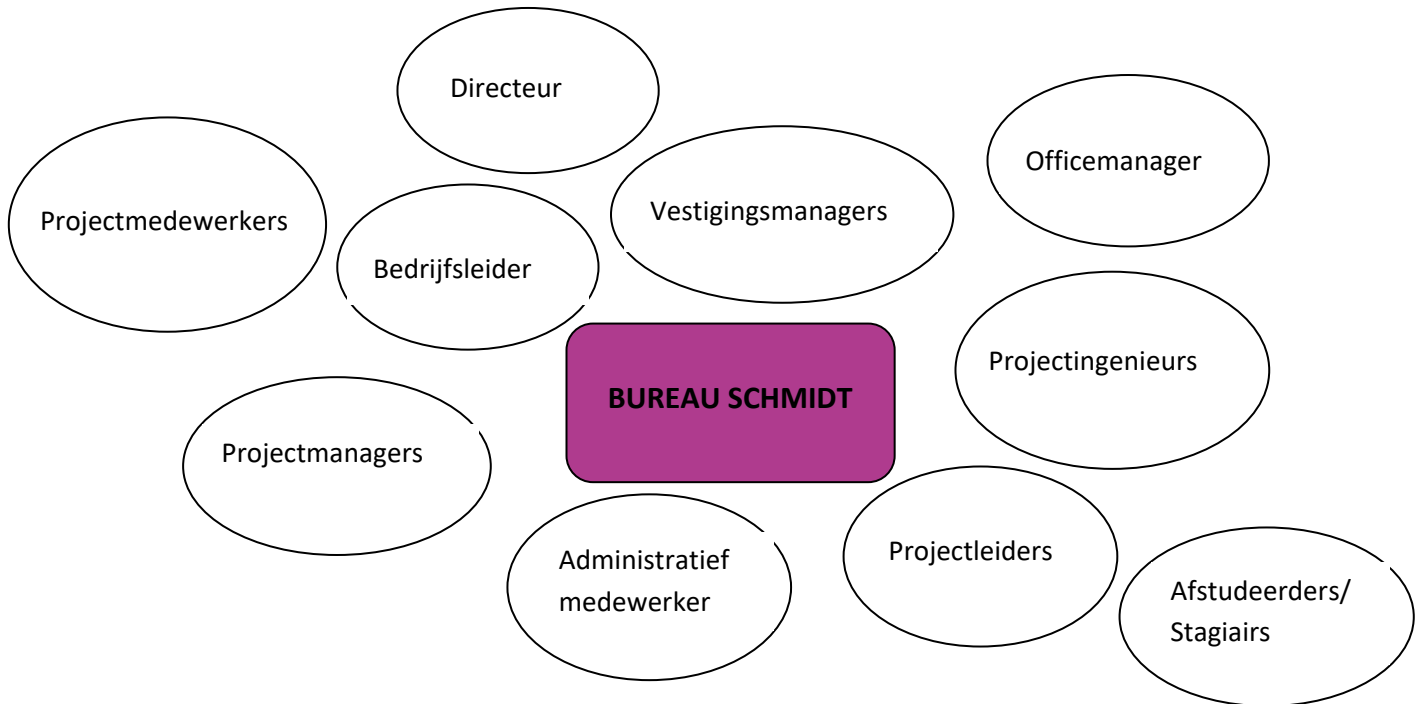 Directeur
Officemanager
Projectmedewerkers
Vestigingsmanagers
Bedrijfsleider
Projectingenieurs
BUREAU SCHMIDT
Projectmanagers
Administratief
medewerker
Projectleiders
Afstudeerders/
Stagiairs